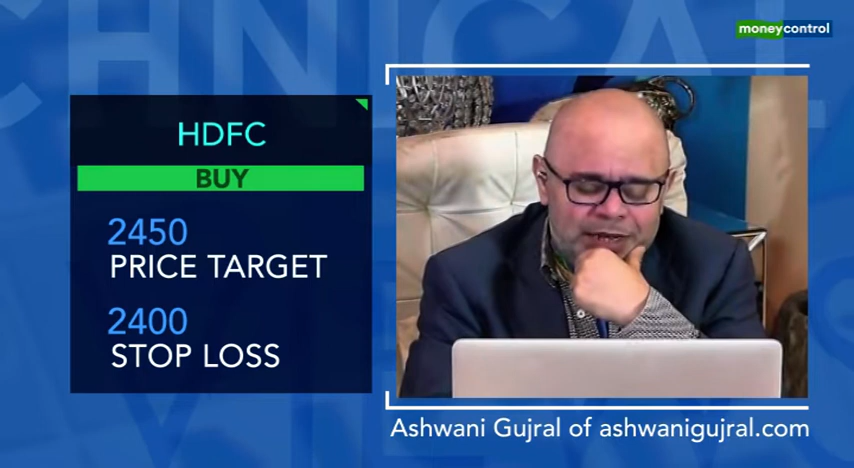 moneycontrol
HDFC
BUY
2450
PRICE TARGET
2400
STOP LOSS
Ashwani Gujral of ashwanigujral.com